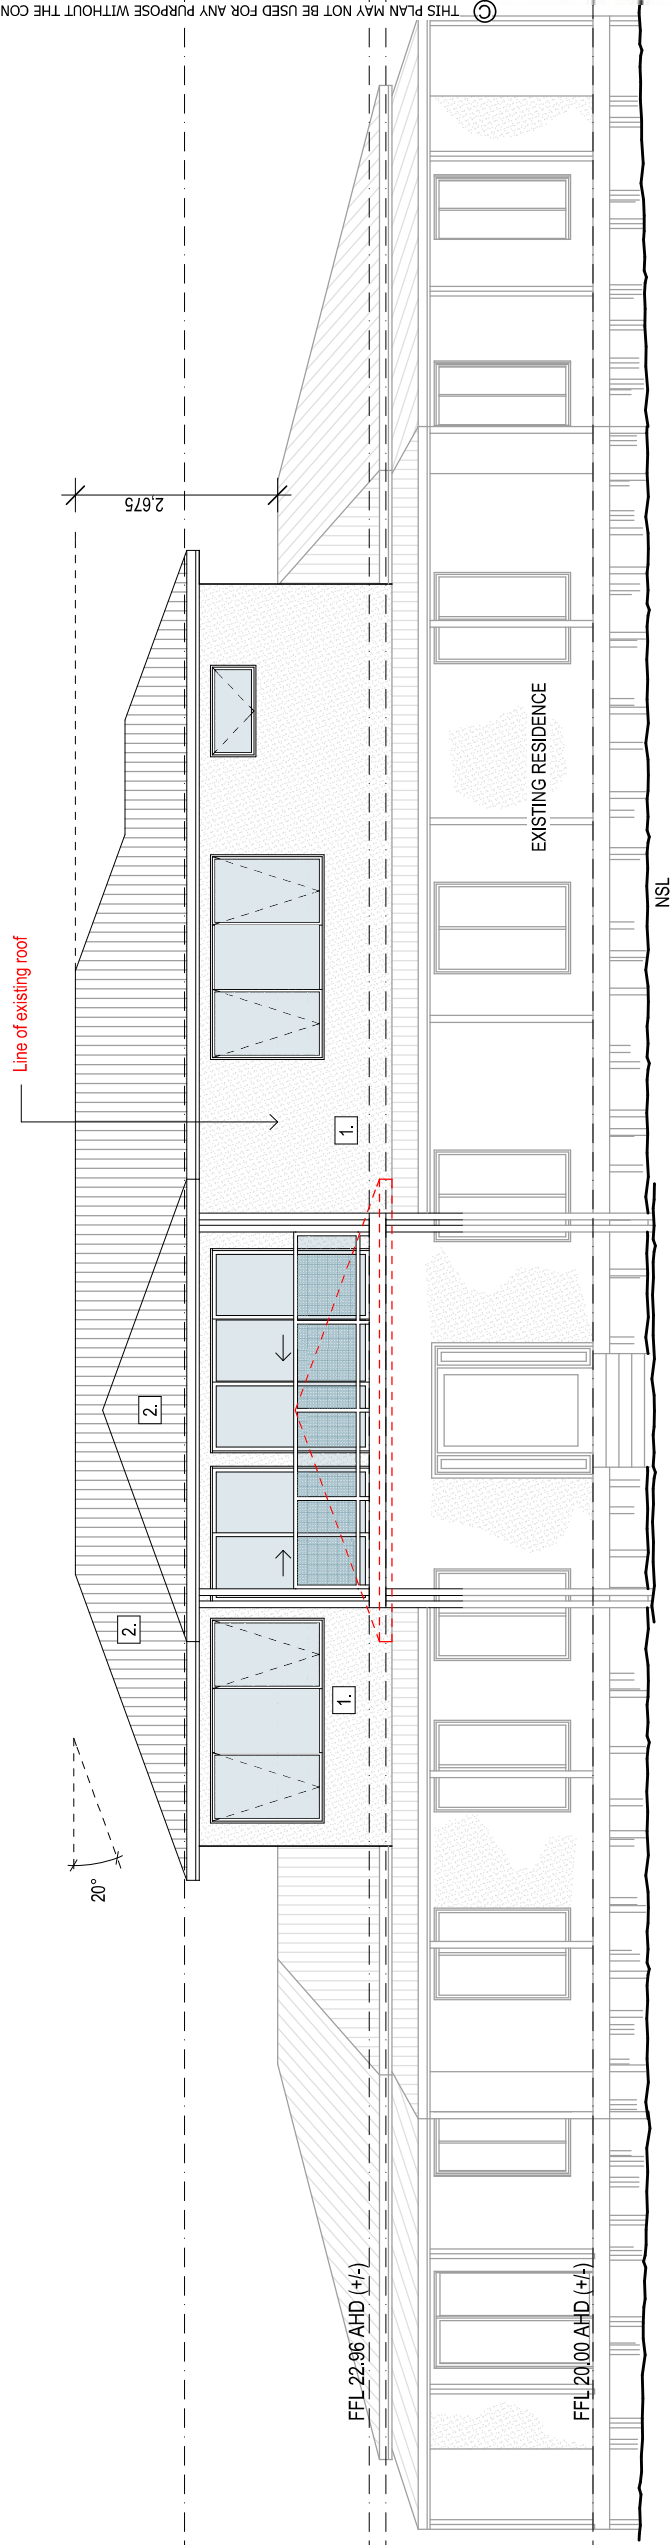 THIS PLAN MAY NOT BE USED FOR ANY PURPOSE WITHOUT THE CON
©
2,675
Line of existing roof
20°
2.
2.
1.
1.
EXISTING RESIDENCE
FFL 22.96 AHD (+/-)
FFL 20.00 AHD (+/-)
NSL